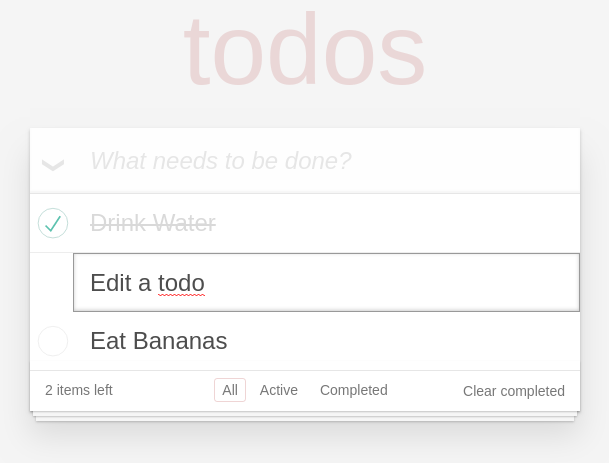 todos
What needs to be done?
Drink Water
Edit a todo
Eat Bananas
2 items left All Active Completed Clear completed